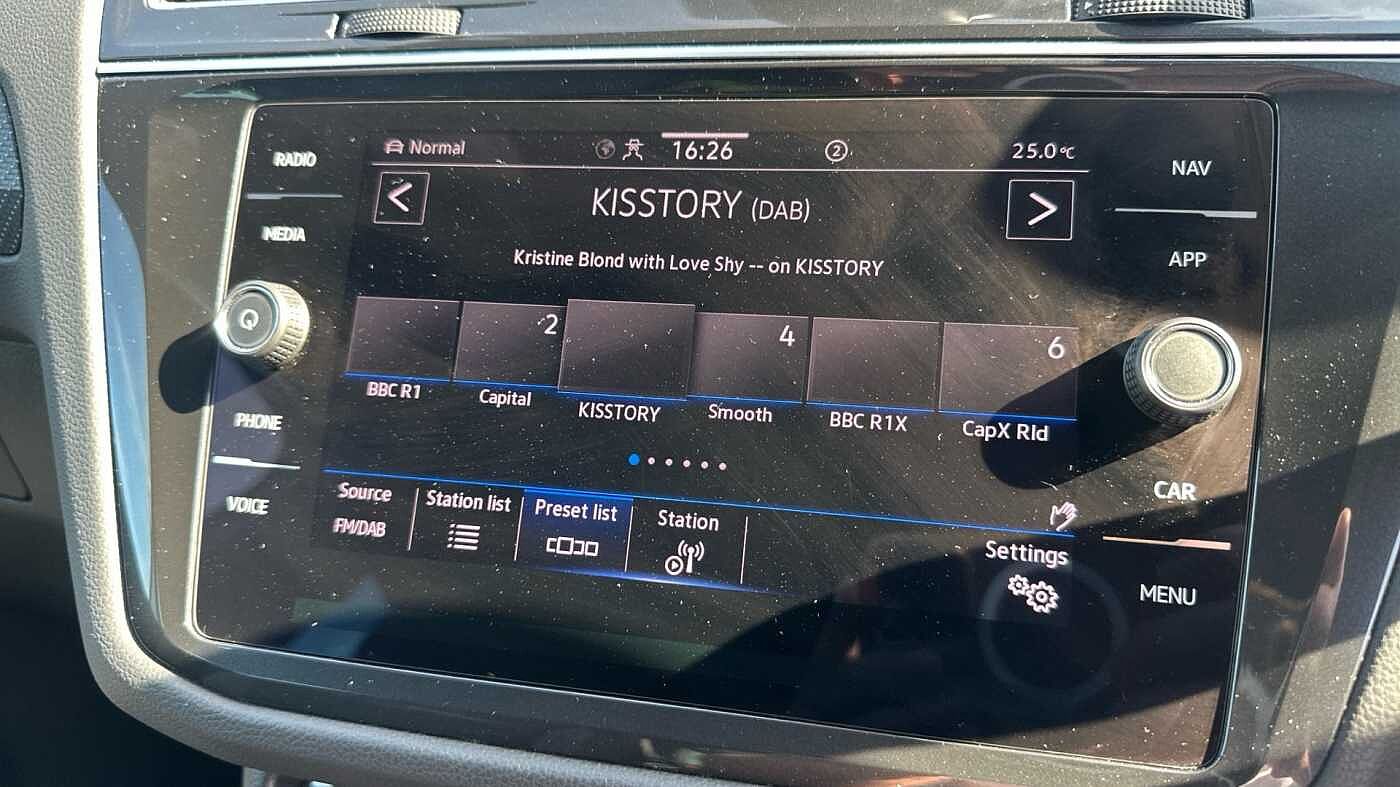 RADIO
MEDIA
PHONE
VOICE
Normal
16:26
2
25.0°C
<
KISSTORY (DAB)
>
Kristine Blond with Love Shy -- on KISSTORY
2
4
6
BBC R1
Capital
KISSTORY
Smooth
BBC R1X
CapX Rld
Source
FM/DAB
Station list
Preset list
Station
Settings
NAV
APP
CAR
MENU